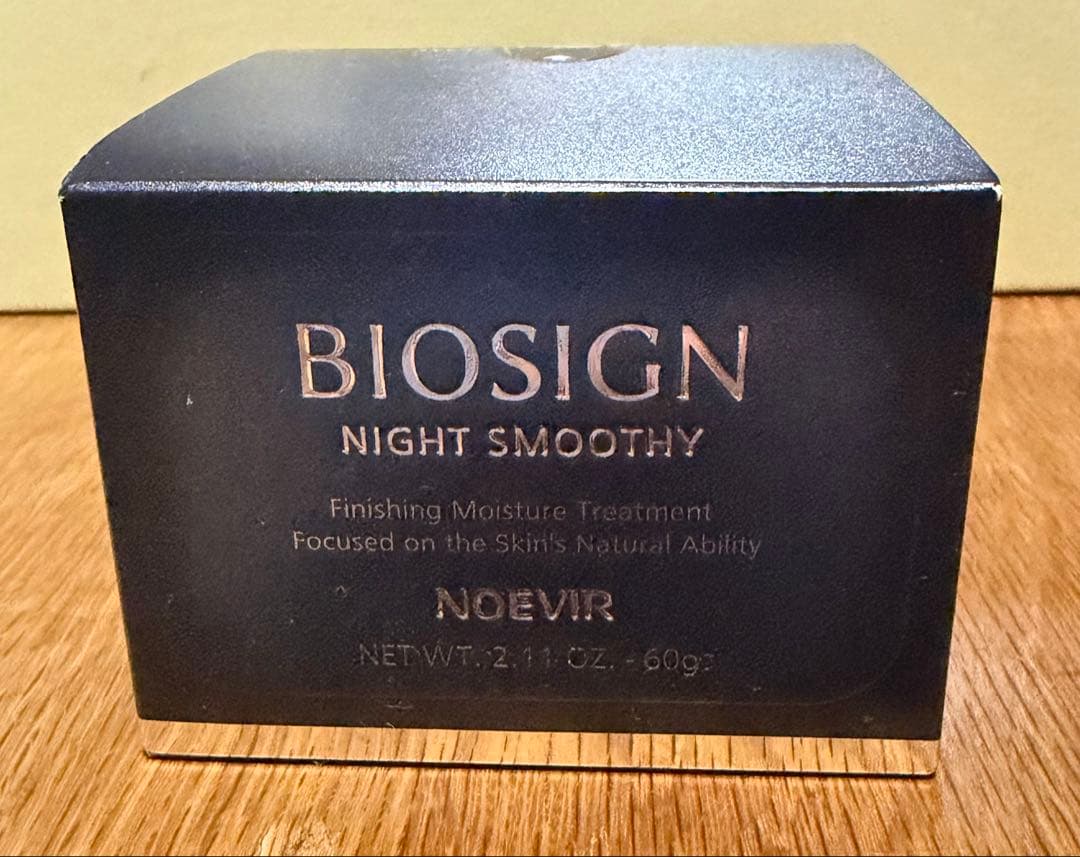 BIOSIGN
NIGHT SMOOTHY
Finishing Moisture Treatment
Focused on the Skin's Natural Ability
NOEVIR
NET WT. 2.11 OZ. - 60g